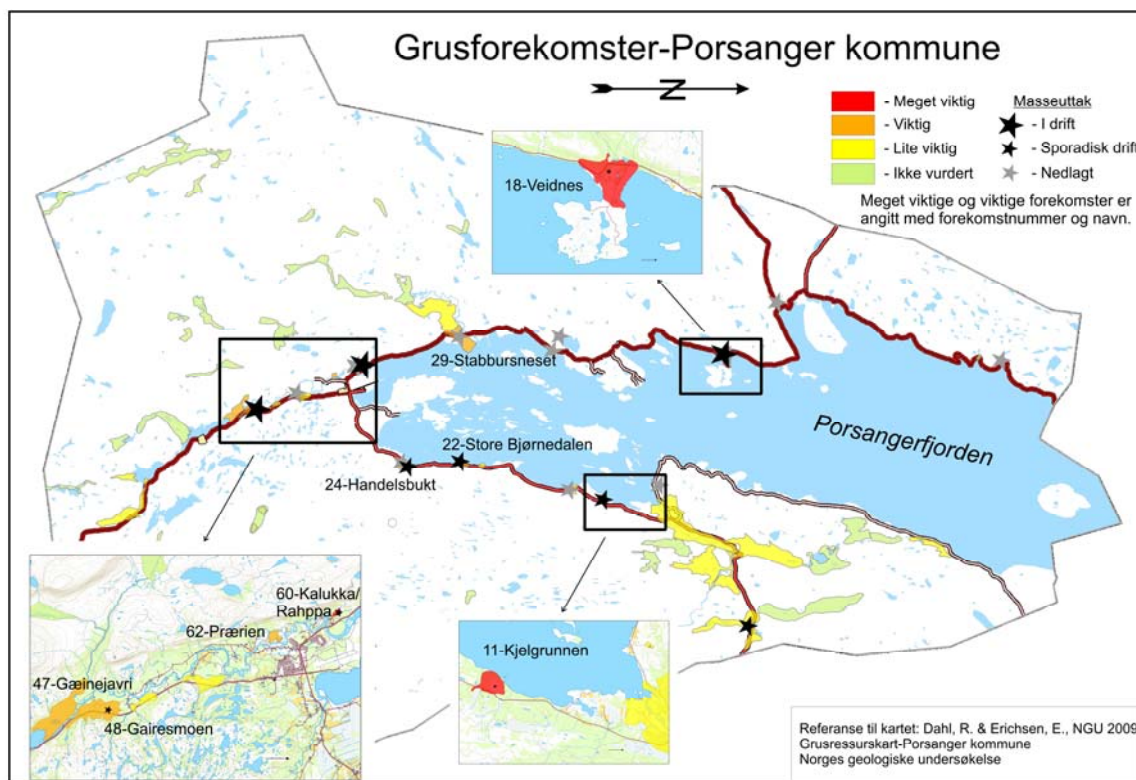 Grusforekomster-Porsanger kommune
N
- Meget viktig
- Viktig
- Lite viktig
- Ikke vurdert
Masseuttak
- I drift
- Sporadisk drift
- Nedlagt
Meget viktige og viktige forekomster er
angitt med forekomstnummer og navn.
18-Veidnes
29-Stabbursneset
Porsangerfjorden
22-Store Bjørnedalen
24-Handelsbukt
60-Kalukka/
Rahppa
62-Prærien
47-Gæinejavri
48-Gairesmoen
11-Kjelgrunnen
Referanse til kartet: Dahl, R. & Erichsen, E., NGU 2009
Grusressurskart-Porsanger kommune
Norges geologiske undersøkelse